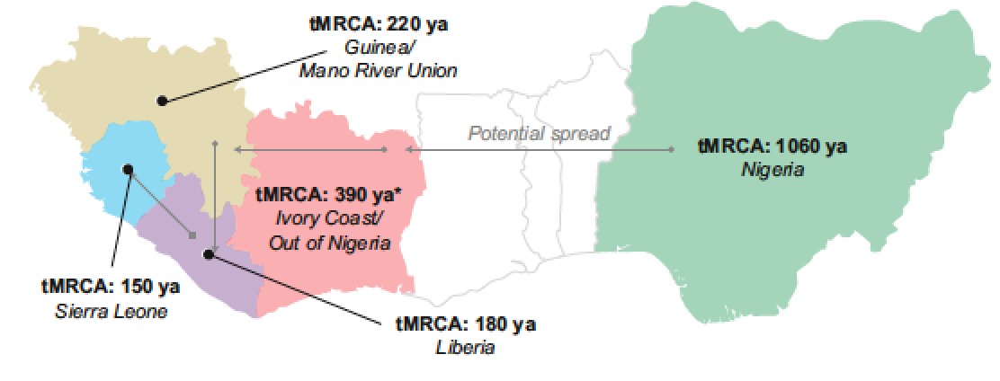 tMRCA: 220 ya
Guinea/
Mano River Union
Potential spread
tMRCA: 1060 ya
Nigeria
tMRCA: 390 ya*
Ivory Coast/
Out of Nigeria
tMRCA: 150 ya
Sierra Leone
tMRCA: 180 ya
Liberia